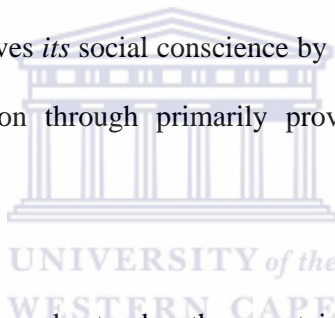 ves its social conscience by
on through primarily prov
UNIVERSITY of the
WESTERN CAPE